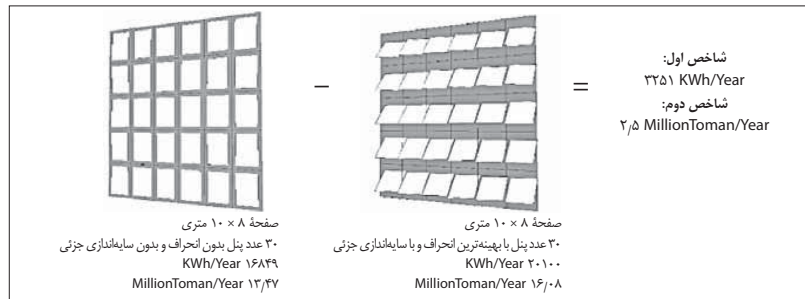 شاخص اول:
۳۲۵۱ KWh/Year
شاخص دوم:
۲٫۵ MillionToman/Year
−
=
صفحهٔ ۸ × ۱۰ متری
۳۰ عدد پنل با بهینه‌ترین انحراف و با سایه‌اندازی جزئی
KWh/Year ۲۰۱۰۰
MillionToman/Year ۱۶٫۰۸
صفحهٔ ۸ × ۱۰ متری
۳۰ عدد پنل بدون انحراف و بدون سایه‌اندازی جزئی
KWh/Year ۱۶۸۴۹
MillionToman/Year ۱۳٫۴۷